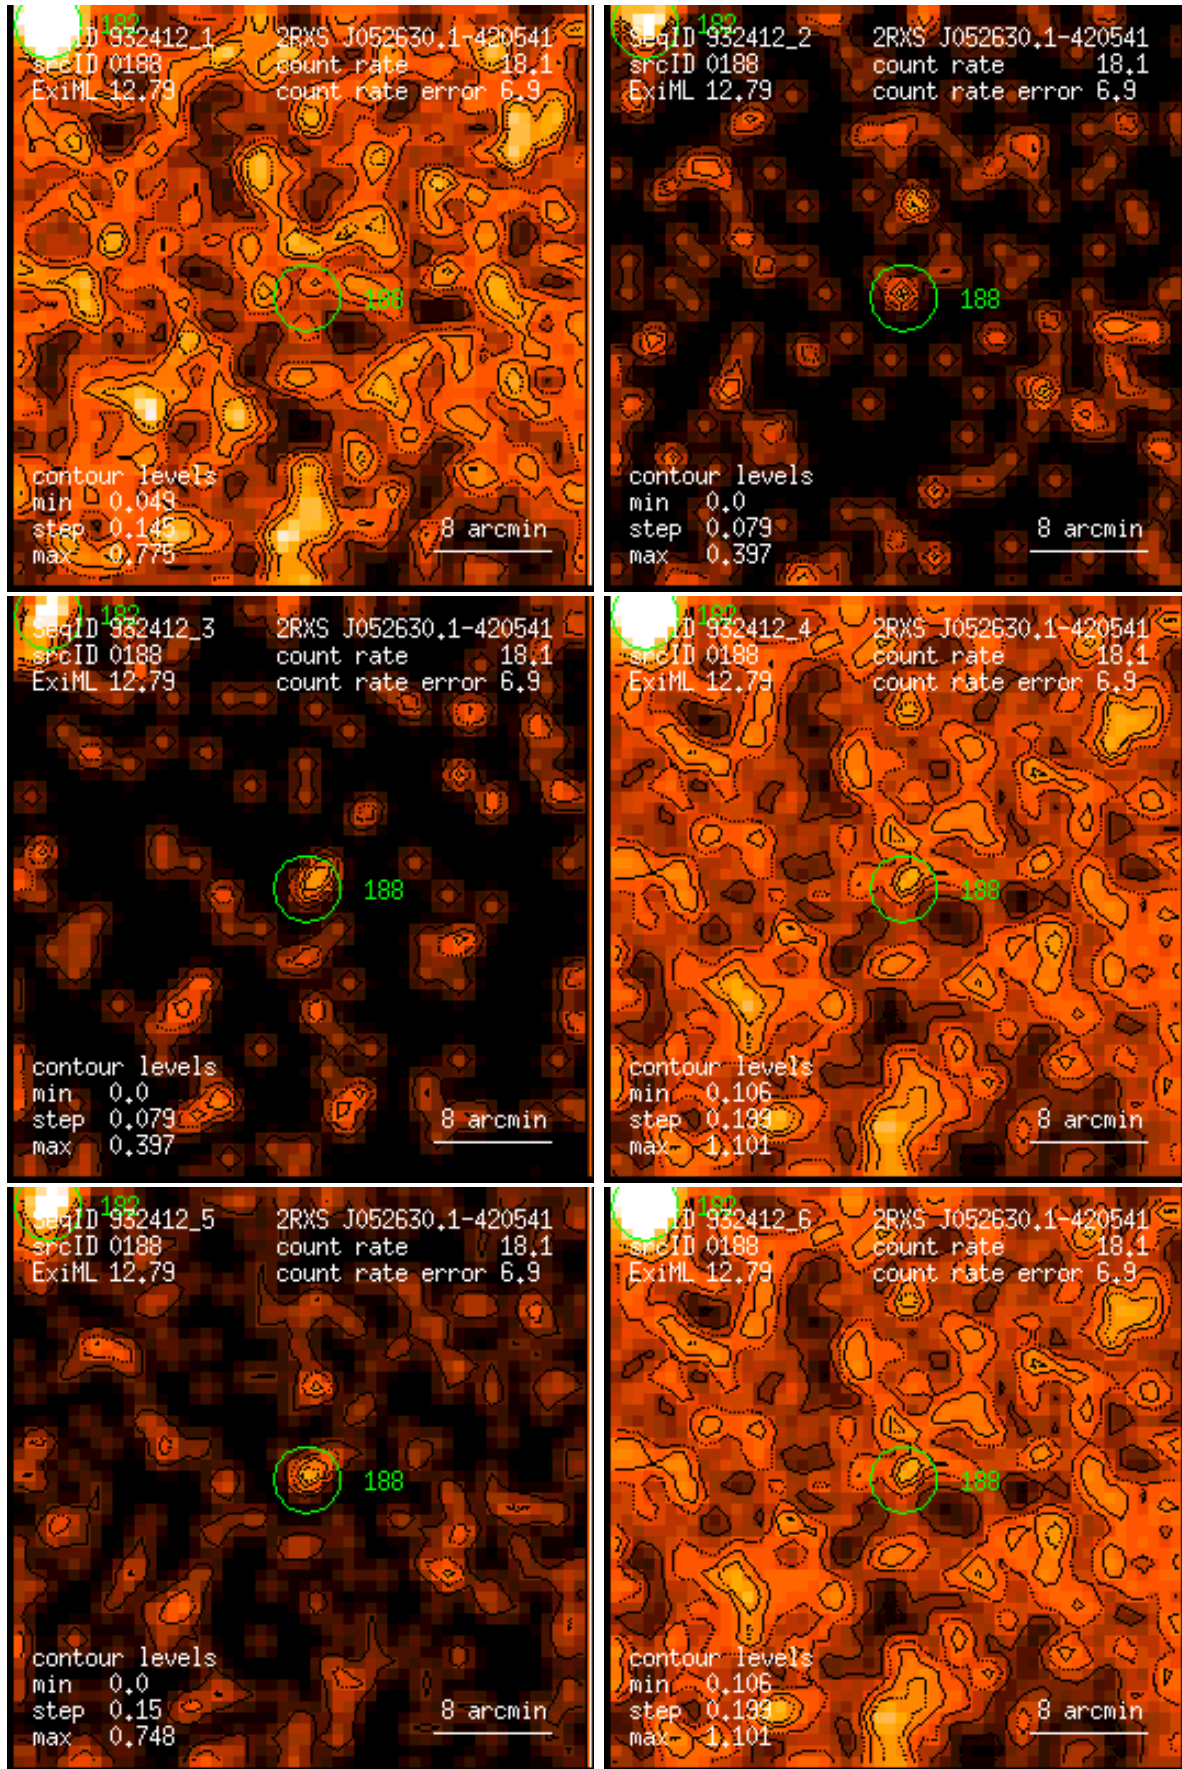 182
ID 932412_1 2RXS J052630.1-420541
srcID 0188 count rate 18.1
ExiML 12.79 count rate error 6.9
188
contour levels
min 0.049
step 0.145 8 arcmin
max 0.775
182
SeqID 932412_2 2RXS J052630.1-420541
srcID 0188 count rate 18.1
ExiML 12.79 count rate error 6.9
188
contour levels
min 0.0
step 0.079 8 arcmin
max 0.397
182
SeqID 932412_3 2RXS J052630.1-420541
srcID 0188 count rate 18.1
ExiML 12.79 count rate error 6.9
188
contour levels
min 0.0
step 0.079 8 arcmin
max 0.397
182
ID 932412_4 2RXS J052630.1-420541
srcID 0188 count rate 18.1
ExiML 12.79 count rate error 6.9
188
contour levels
min 0.106
step 0.199 8 arcmin
max 1.101
182
SeqID 932412_5 2RXS J052630.1-420541
srcID 0188 count rate 18.1
ExiML 12.79 count rate error 6.9
188
contour levels
min 0.0
step 0.15 8 arcmin
max 0.748
182
ID 932412_6 2RXS J052630.1-420541
srcID 0188 count rate 18.1
ExiML 12.79 count rate error 6.9
188
contour levels
min 0.106
step 0.199 8 arcmin
max 1.101